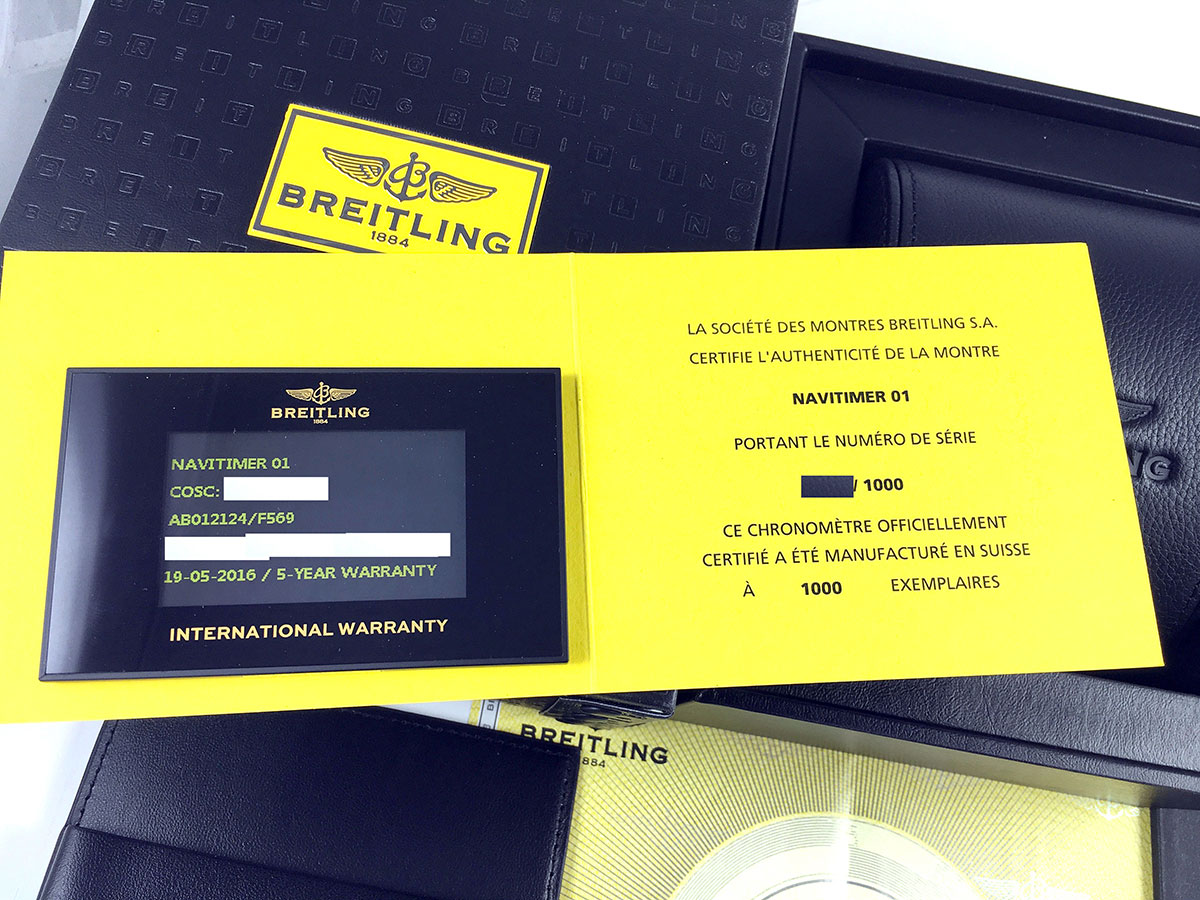 BREITLING
1884
BREITLING
1884
NAVITIMER 01
COSC:
AB012124/F569
19-05-2016 / 5-YEAR WARRANTY
INTERNATIONAL WARRANTY
LA SOCIÉTÉ DES MONTRES BREITLING S.A.
CERTIFIE L'AUTHENTICITÉ DE LA MONTRE
NAVITIMER 01
PORTANT LE NUMÉRO DE SÉRIE
/ 1000
CE CHRONOMÈTRE OFFICIELLEMENT
CERTIFIÉ A ÉTÉ MANUFACTURÉ EN SUISSE
À 1000 EXEMPLAIRES
NG
BREITLING
1884